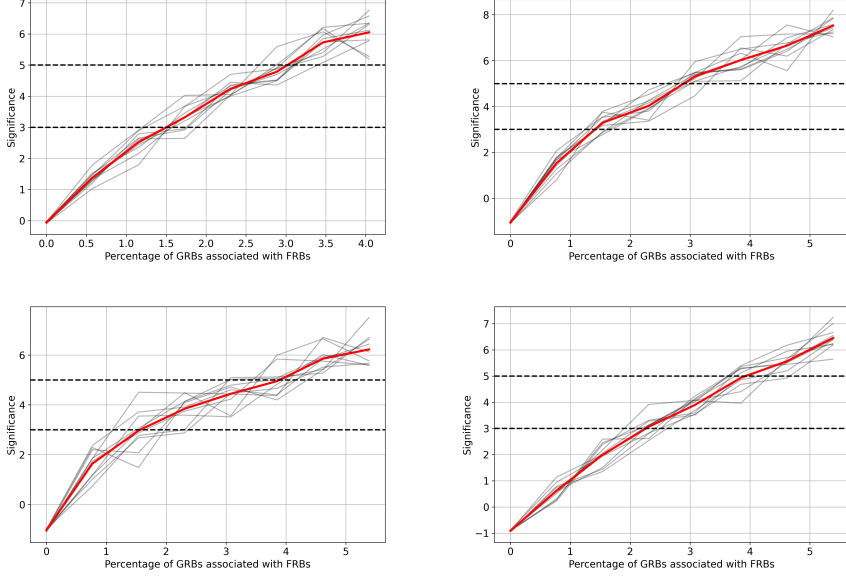 7
6
5
4
3
2
1
0
Significance
0.0 0.5 1.0 1.5 2.0 2.5 3.0 3.5 4.0
Percentage of GRBs associated with FRBs
8
6
4
2
0
Significance
0 1 2 3 4 5
Percentage of GRBs associated with FRBs
6
4
2
0
Significance
0 1 2 3 4 5
Percentage of GRBs associated with FRBs
7
6
5
4
3
2
1
0
−1
Significance
0 1 2 3 4 5
Percentage of GRBs associated with FRBs